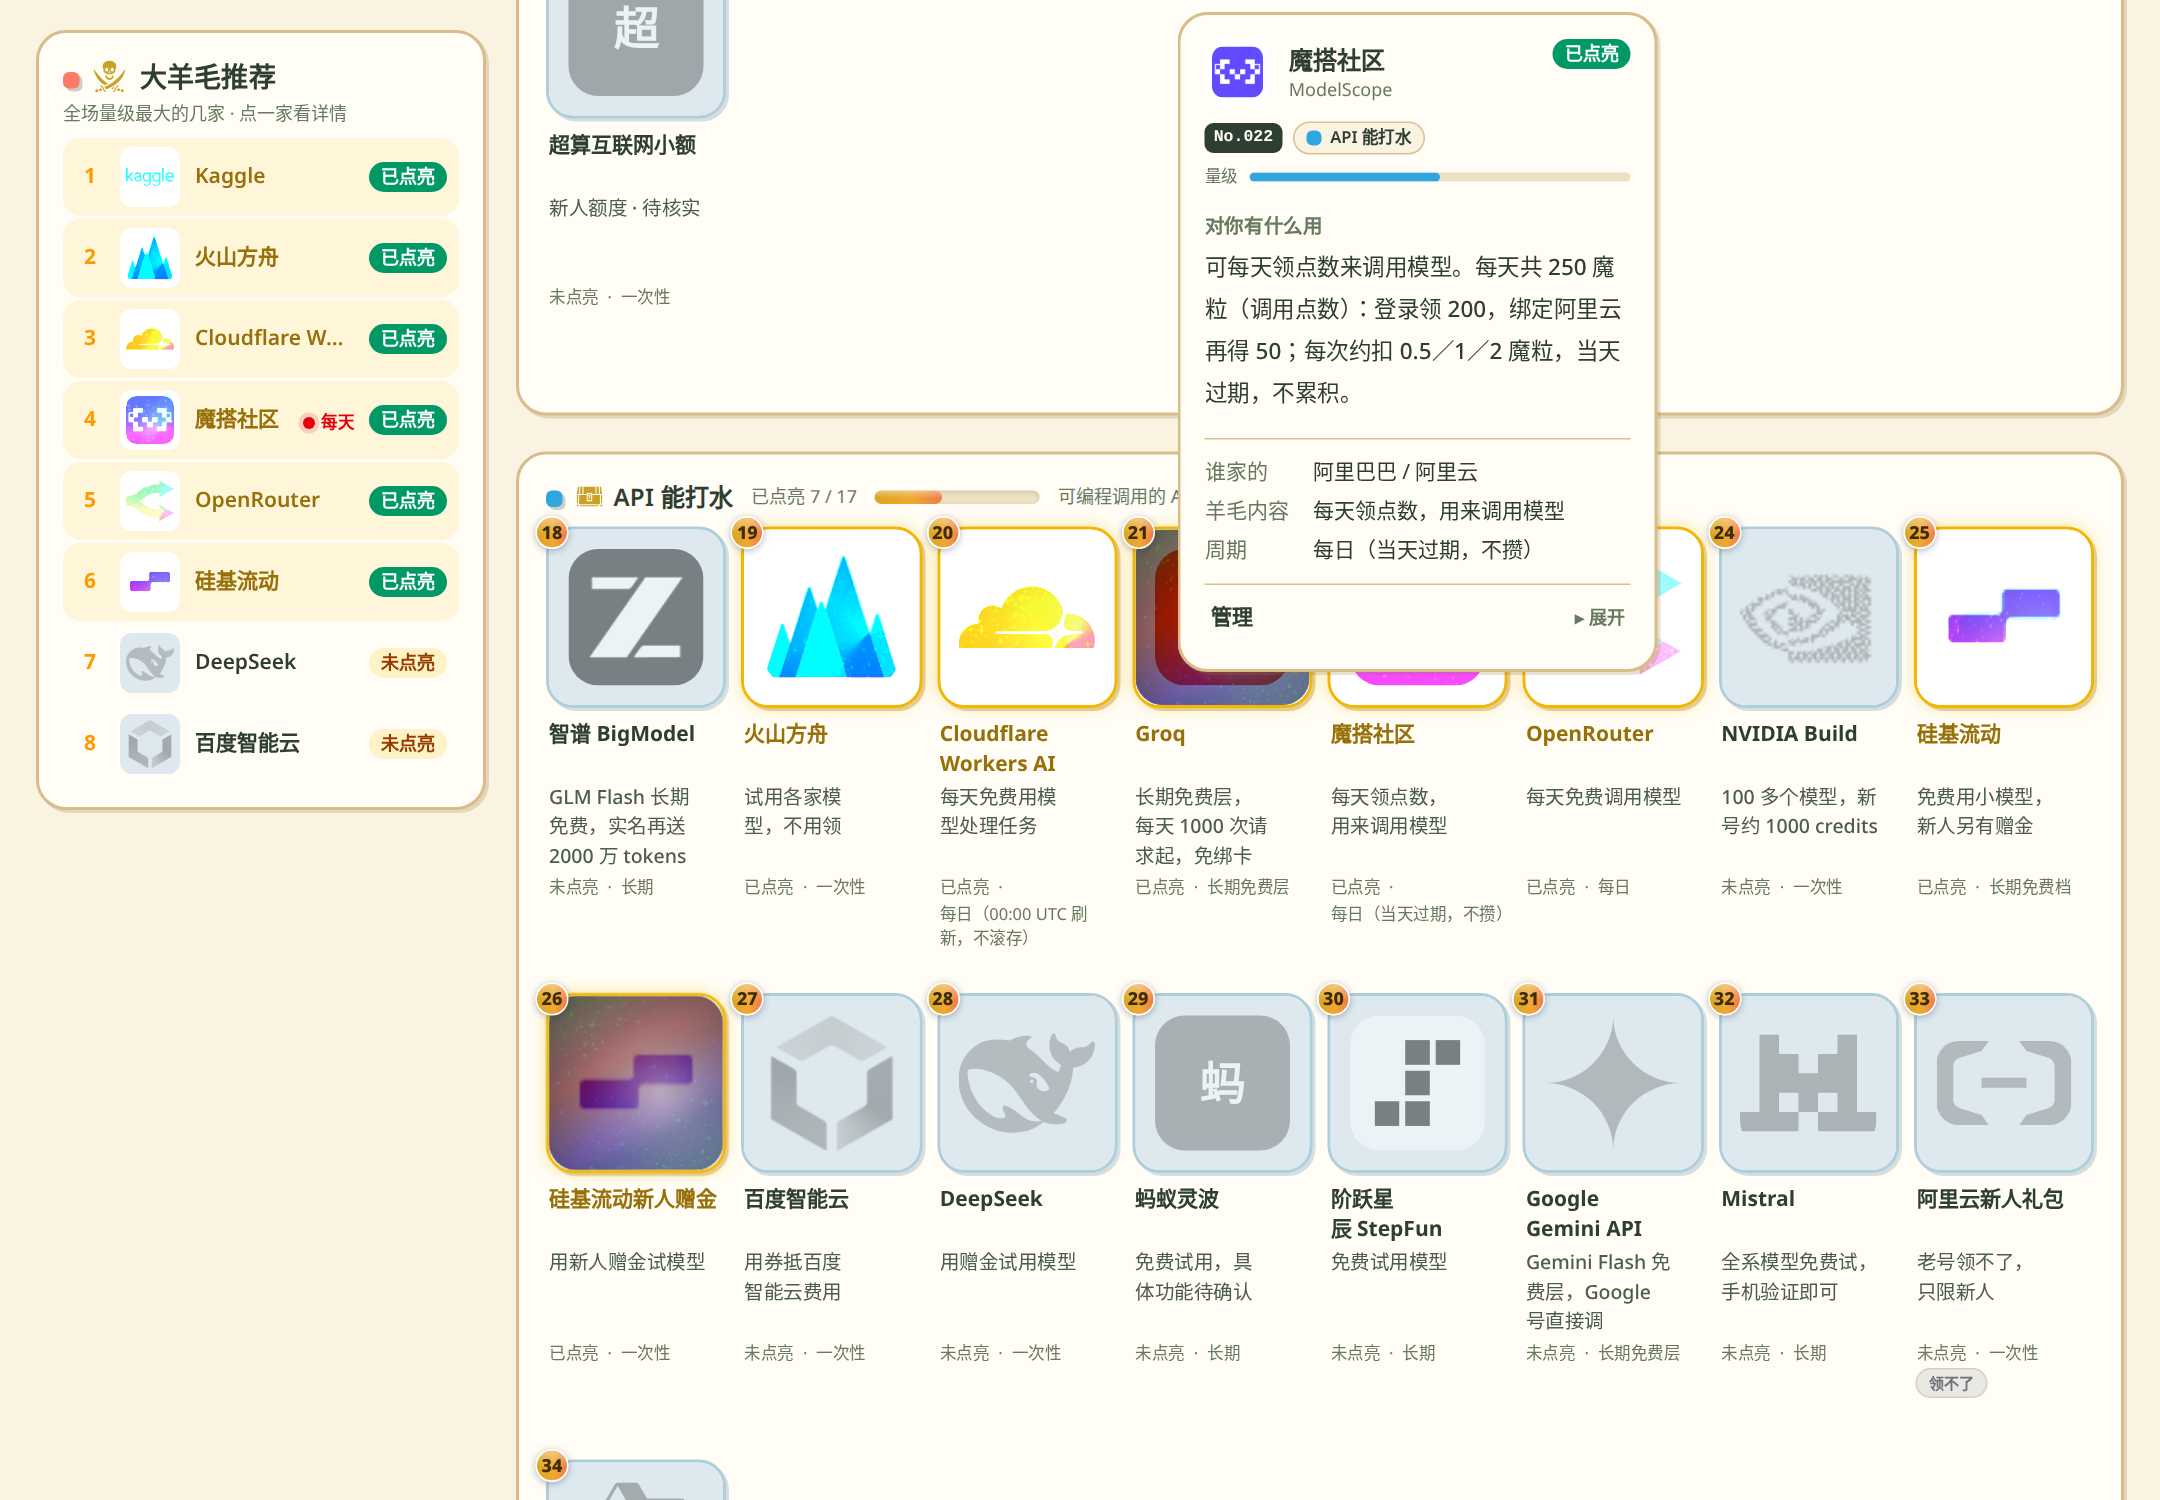 大羊毛推荐
全场量级最大的几家 · 点一家看详情
1 kaggle Kaggle 已点亮
2 火山方舟 已点亮
3 Cloudflare W... 已点亮
4 魔搭社区 每天 已点亮
5 OpenRouter 已点亮
6 硅基流动 已点亮
7 DeepSeek 未点亮
8 百度智能云 未点亮
超
超算互联网小额
新人额度 · 待核实
未点亮 · 一次性
魔搭社区
ModelScope
已点亮
No.022 API 能打水
量级
对你有什么用
可每天领点数来调用模型。每天共 250 魔
粒（调用点数）：登录领 200，绑定阿里云
再得 50；每次约扣 0.5／1／2 魔粒，当天
过期，不累积。
谁家的 阿里巴巴 / 阿里云
羊毛内容 每天领点数，用来调用模型
周期 每日（当天过期，不攒）
管理 ▸ 展开
API 能打水 已点亮 7 / 17 可编程调用的 A
18
智谱 BigModel
GLM Flash 长期
免费，实名再送
2000 万 tokens
未点亮 · 长期
19
火山方舟
试用各家模
型，不用领
已点亮 · 一次性
20
Cloudflare
Workers AI
每天免费用模
型处理任务
已点亮 ·
每日（00:00 UTC 刷
新，不滚存）
21
Groq
长期免费层，
每天 1000 次请
求起，免绑卡
已点亮 · 长期免费层
魔搭社区
每天领点数，
用来调用模型
已点亮 ·
每日（当天过期，不攒）
OpenRouter
每天免费调用模型
已点亮 · 每日
24
NVIDIA Build
100 多个模型，新
号约 1000 credits
未点亮 · 一次性
25
硅基流动
免费用小模型，
新人另有赠金
已点亮 · 长期免费档
26
硅基流动新人赠金
用新人赠金试模型
已点亮 · 一次性
27
百度智能云
用券抵百度
智能云费用
未点亮 · 一次性
28
DeepSeek
用赠金试用模型
未点亮 · 一次性
29
蚂
蚂蚁灵波
免费试用，具
体功能待确认
未点亮 · 长期
30
阶跃星
辰 StepFun
免费试用模型
未点亮 · 长期
31
Google
Gemini API
Gemini Flash 免
费层，Google
号直接调
未点亮 · 长期免费层
32
Mistral
全系模型免费试，
手机验证即可
未点亮 · 长期
33
阿里云新人礼包
老号领不了，
只限新人
未点亮 · 一次性
领不了
34